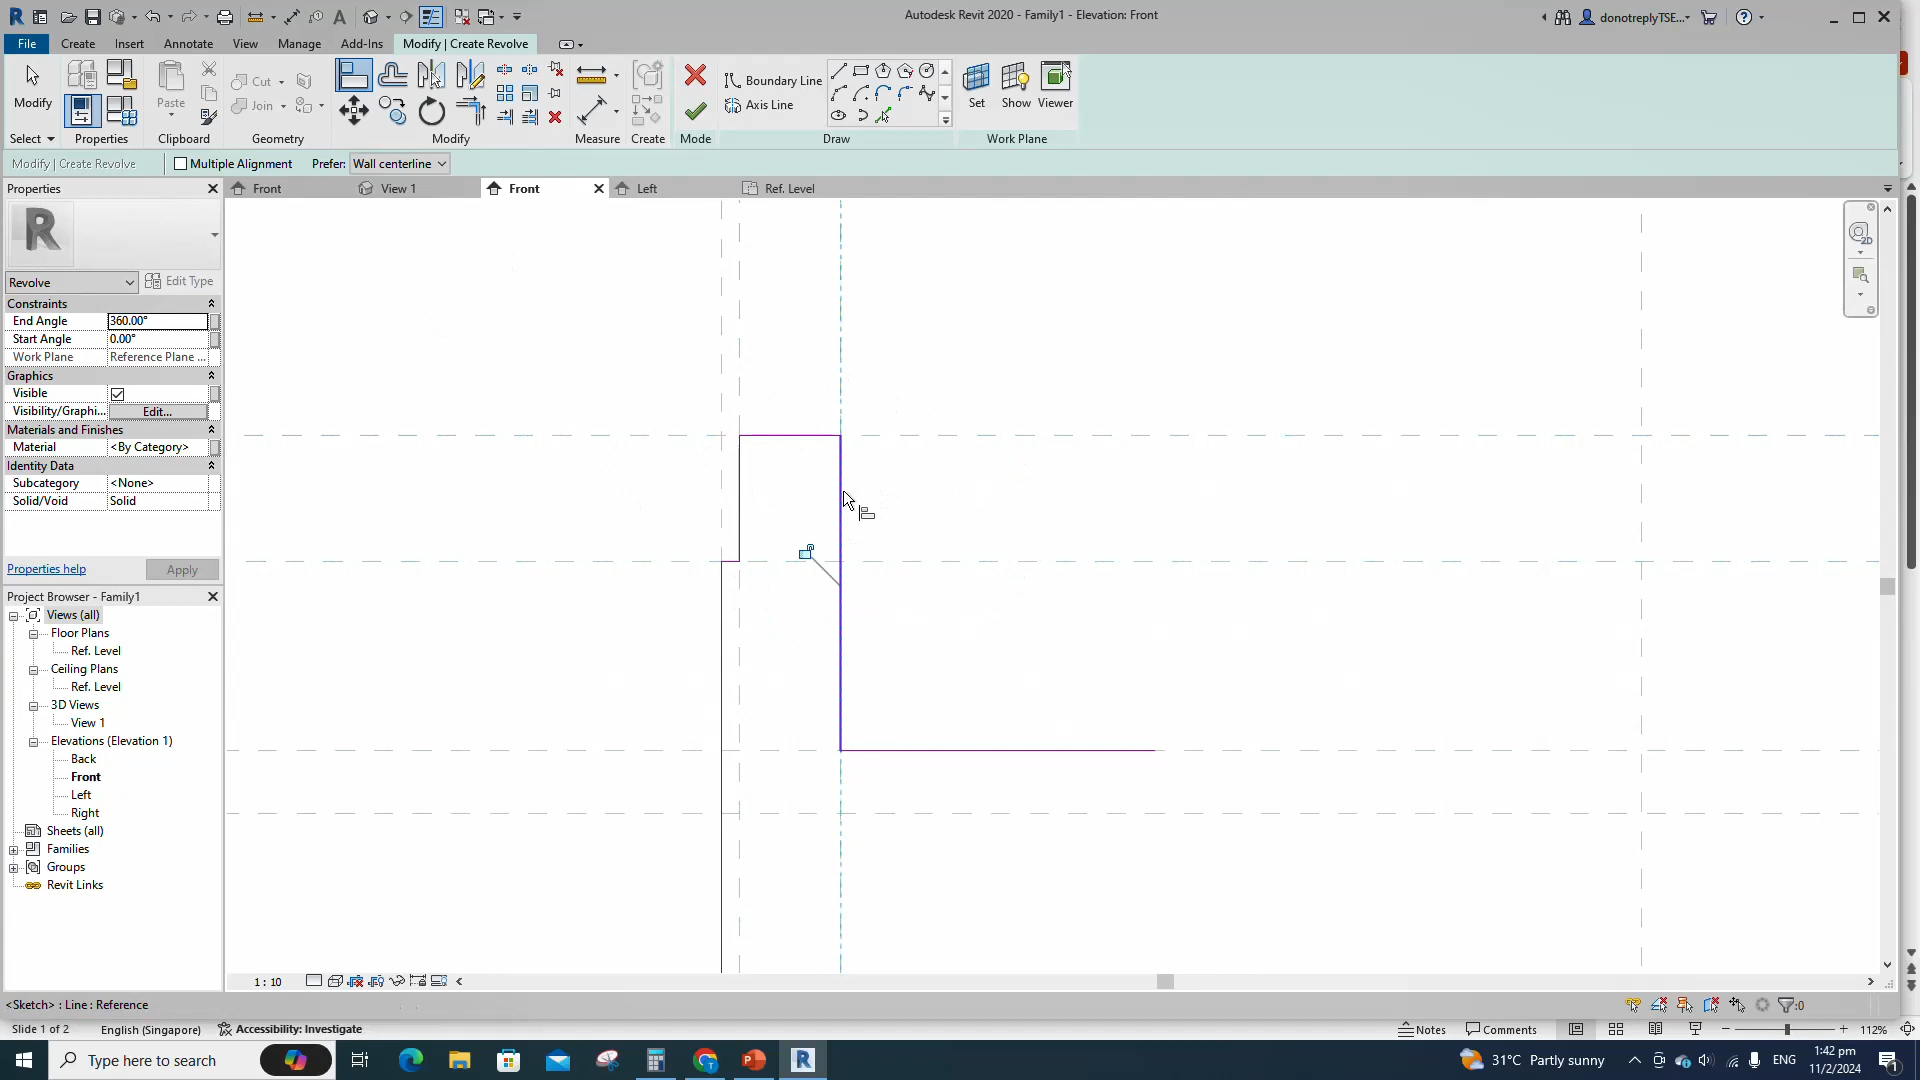 Autodesk Revit 2020 - Family1 - Elevation: Front
donotreplyTSE...
File
Create
Insert
Annotate
View
Manage
Add-Ins
Modify | Create Revolve
Modify
Paste
Cut
Join
Boundary Line
Axis Line
Set
Show
Viewer
Select
Properties
Clipboard
Geometry
Modify
Measure
Create
Mode
Draw
Work Plane
Modify | Create Revolve
Multiple Alignment
Prefer:
Wall centerline
Properties
Front
View 1
Front
Left
Ref. Level
R
Revolve
Edit Type
Constraints
End Angle
360.00°
Start Angle
0.00°
Work Plane
Reference Plane ...
Graphics
Visible
Visibility/Graphi...
Edit...
Materials and Finishes
Material
<By Category>
Identity Data
Subcategory
<None>
Solid/Void
Solid
Properties help
Apply
Project Browser - Family1
Views (all)
Floor Plans
Ref. Level
Ceiling Plans
Ref. Level
3D Views
View 1
Elevations (Elevation 1)
Back
Front
Left
Right
Sheets (all)
Families
Groups
Revit Links
2D
1 : 10
<Sketch> : Line : Reference
:0
Slide 1 of 2
English (Singapore)
Accessibility: Investigate
Notes
Comments
112%
Type here to search
31°C Partly sunny
ENG
1:42 pm
11/2/2024
1